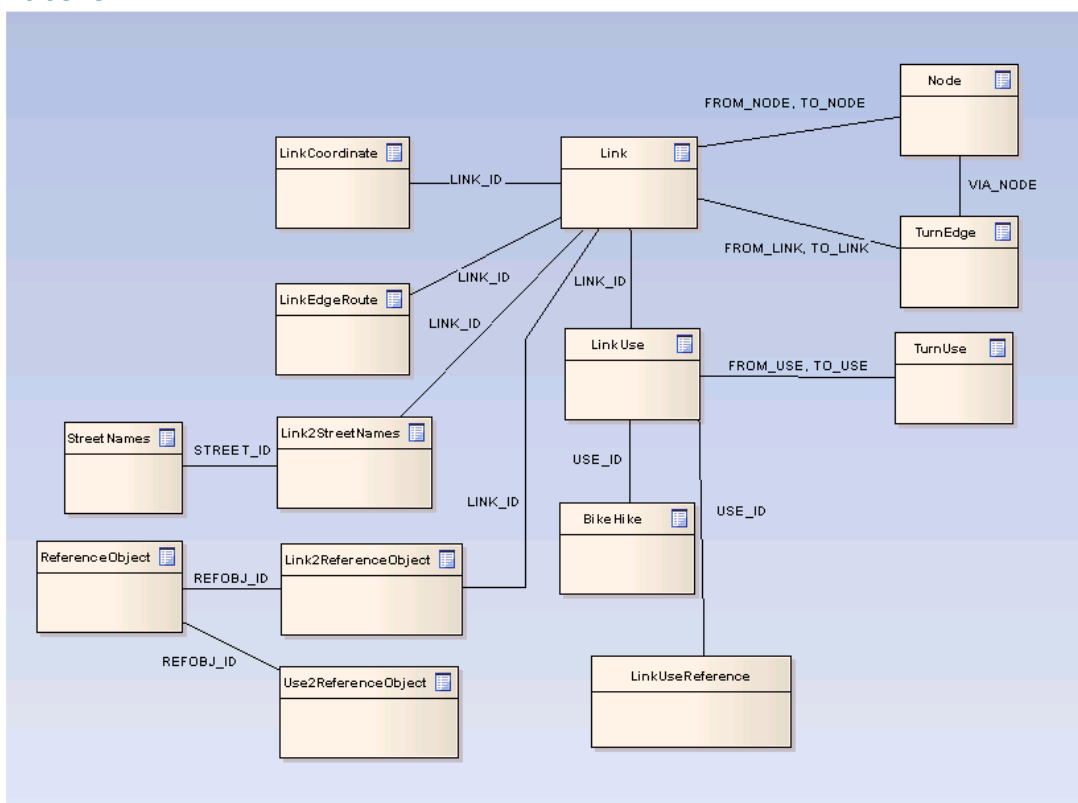 Node
FROM_NODE, TO_NODE
LinkCoordinate
Link
LINK_ID
VIA_NODE
TurnEdge
FROM_LINK, TO_LINK
LINK_ID
LINK_ID
LinkEdgeRoute
LINK_ID
LinkUse
TurnUse
FROM_USE, TO_USE
StreetNames
Link2StreetNames
STREET_ID
USE_ID
LINK_ID
BikeHike
USE_ID
ReferenceObject
Link2ReferenceObject
REFOBJ_ID
REFOBJ_ID
Use2ReferenceObject
LinkUseReference